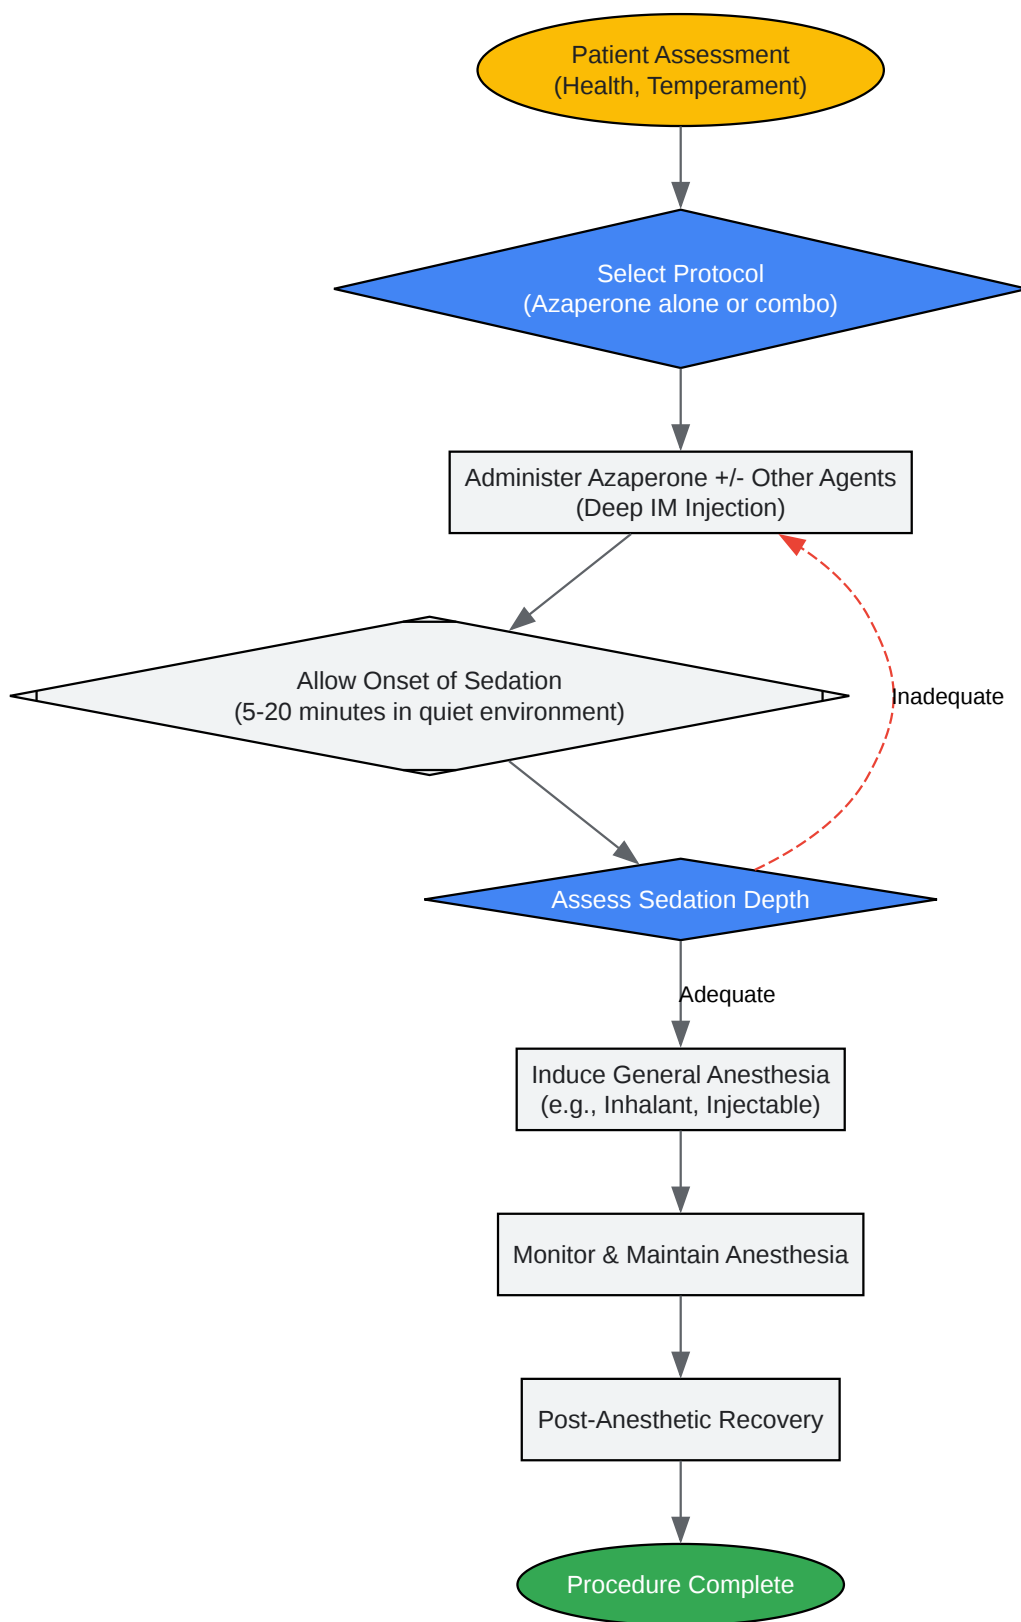 Patient Assessment
(Health, Temperament)
Select Protocol
(Azaperone alone or combo)
Administer Azaperone +/- Other Agents
(Deep IM Injection)
Allow Onset of Sedation
(5-20 minutes in quiet environment)
Inadequate
Assess Sedation Depth
Adequate
Induce General Anesthesia
(e.g., Inhalant, Injectable)
Monitor & Maintain Anesthesia
Post-Anesthetic Recovery
Procedure Complete